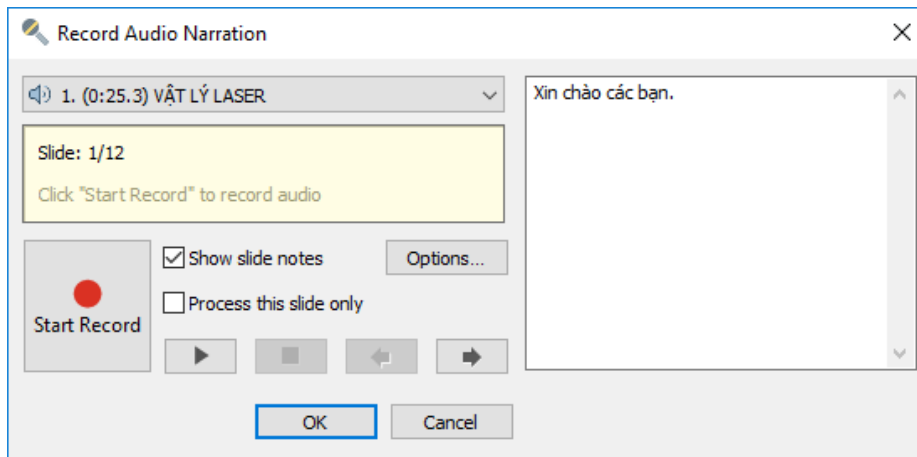 Record Audio Narration
1. (0:25.3) VẬT LÝ LASER
Slide: 1/12
Click "Start Record" to record audio
Start Record
Show slide notes
Options...
Process this slide only
OK
Cancel
Xin chào các bạn.